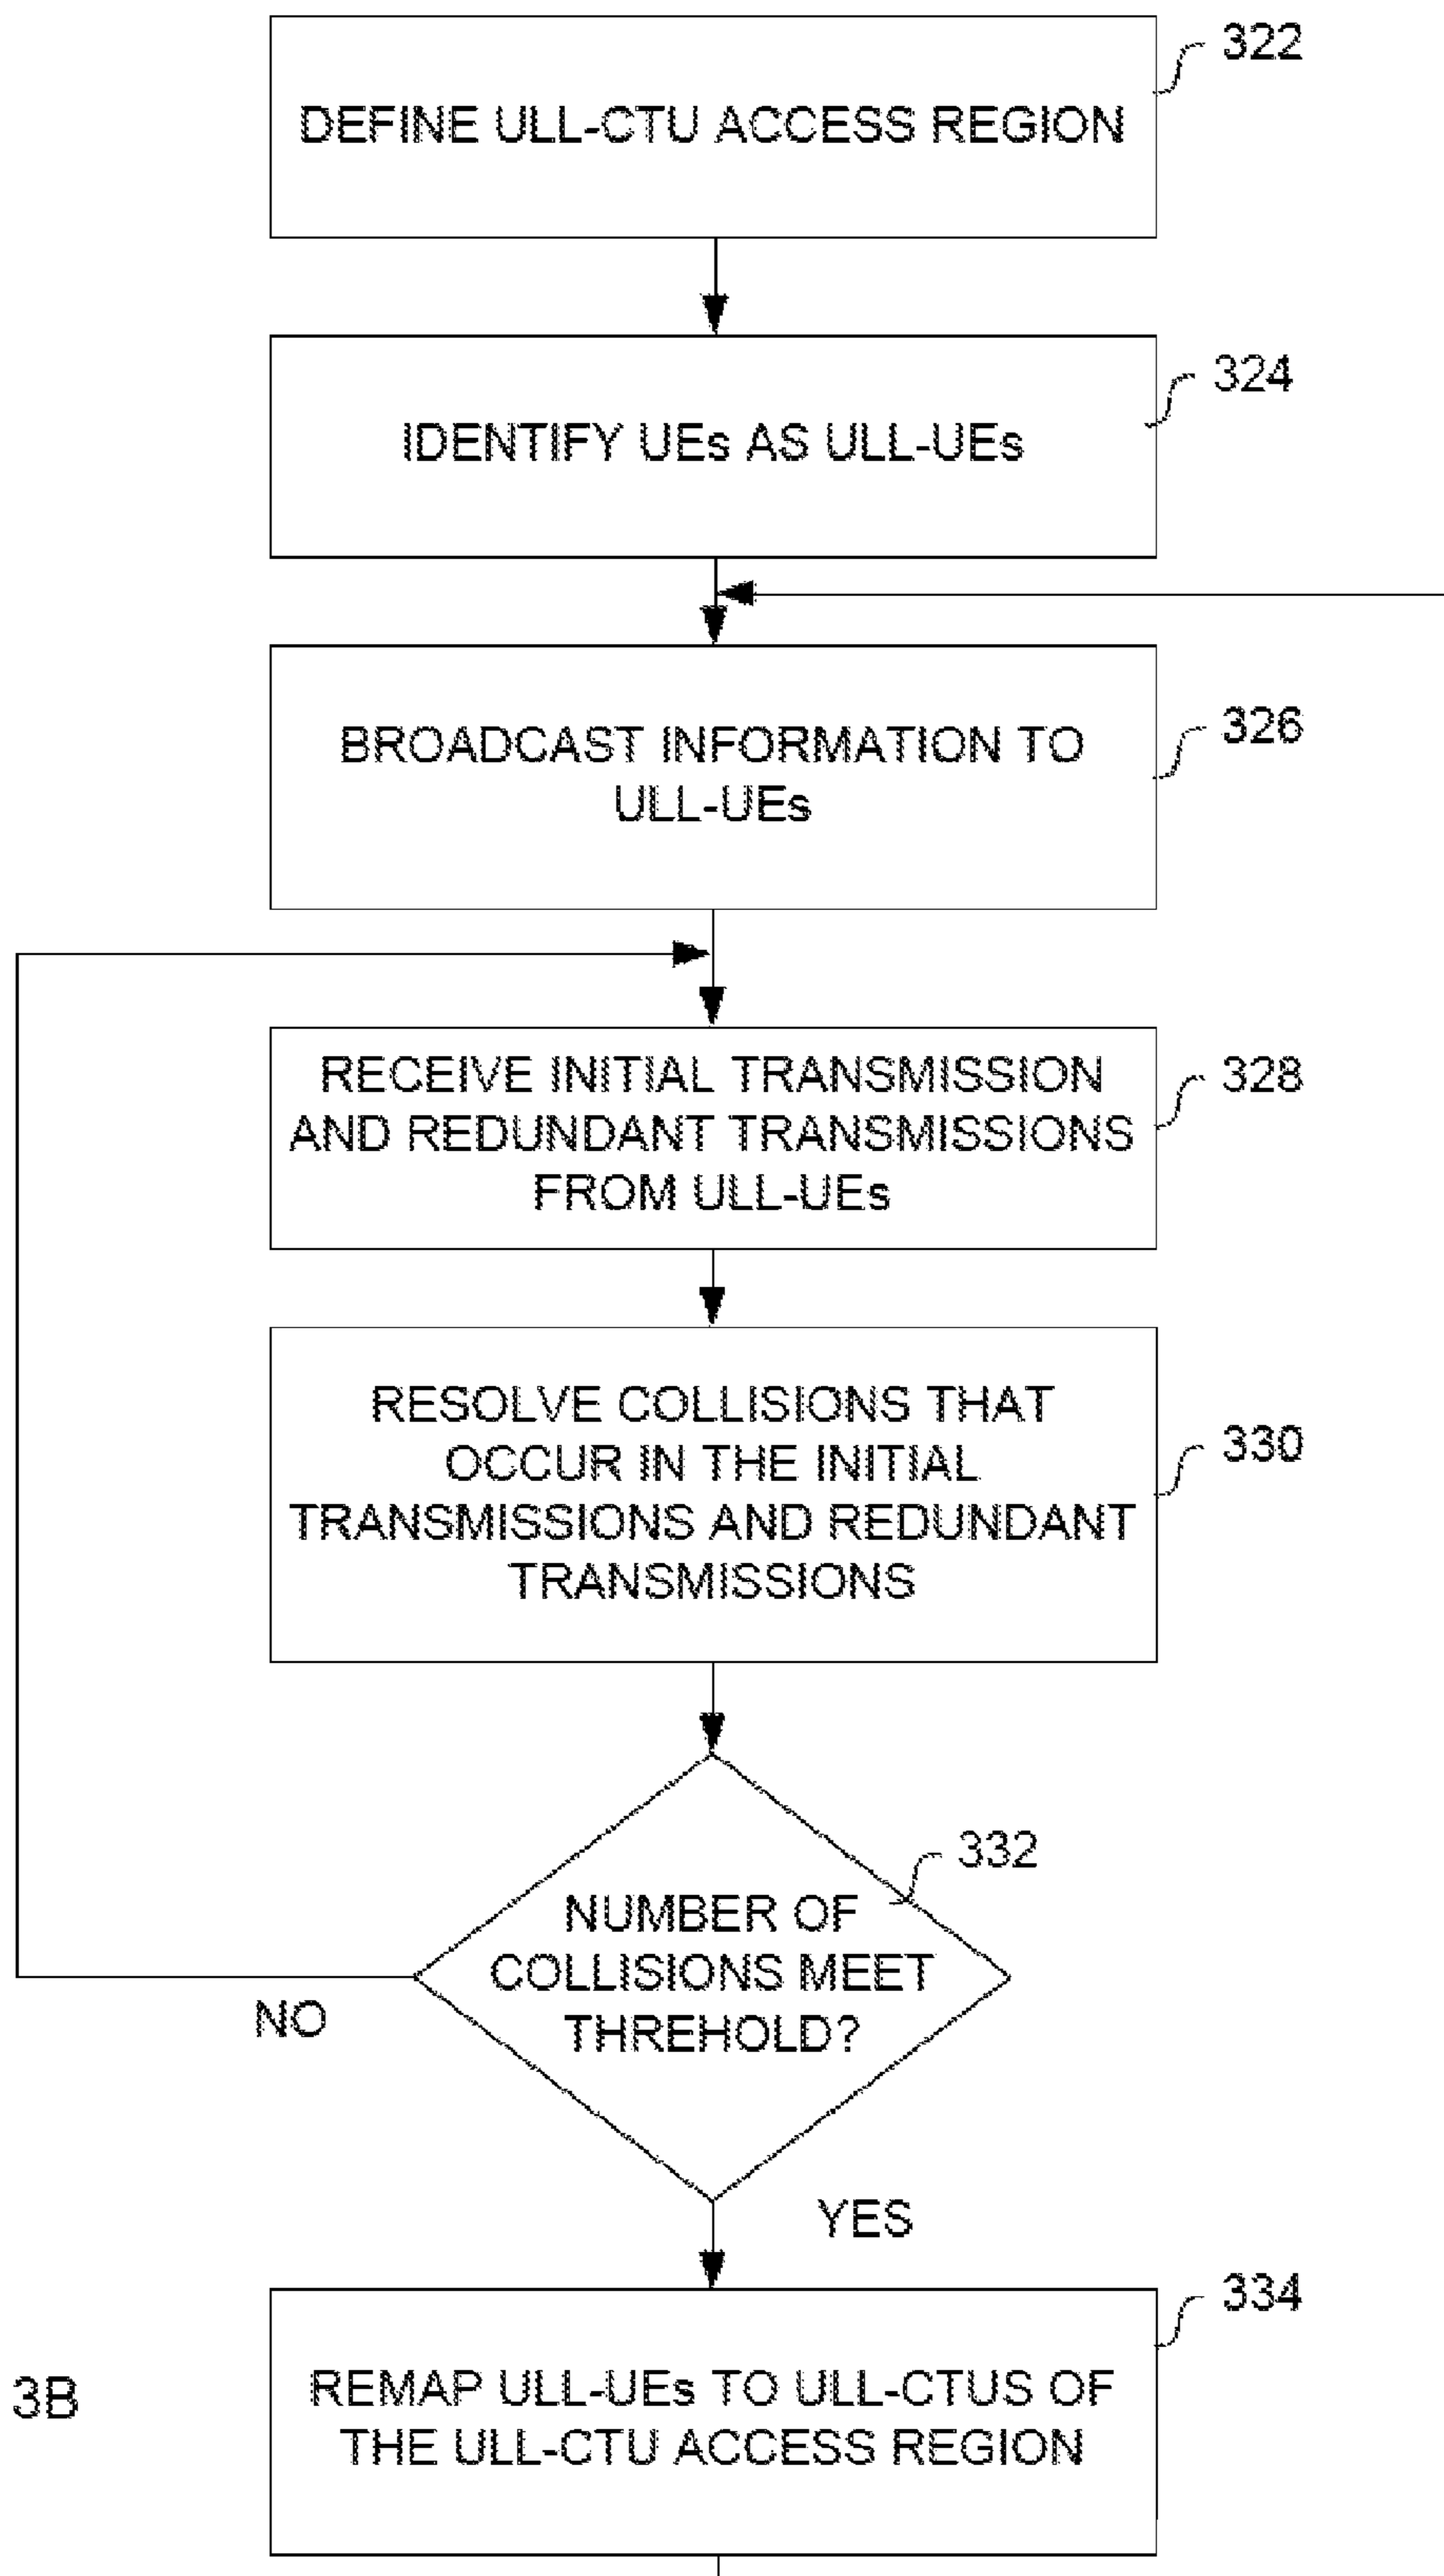 322
DEFINE ULL-CTU ACCESS REGION
324
IDENTIFY UEs AS ULL-UEs
326
BROADCAST INFORMATION TO
ULL-UEs
328
RECEIVE INITIAL TRANSMISSION
AND REDUNDANT TRANSMISSIONS
FROM ULL-UEs
330
RESOLVE COLLISIONS THAT
OCCUR IN THE INITIAL
TRANSMISSIONS AND REDUNDANT
TRANSMISSIONS
332
NUMBER OF
COLLISIONS MEET
THREHOLD?
NO
YES
334
REMAP ULL-UEs TO ULL-CTUS OF
THE ULL-CTU ACCESS REGION
3B